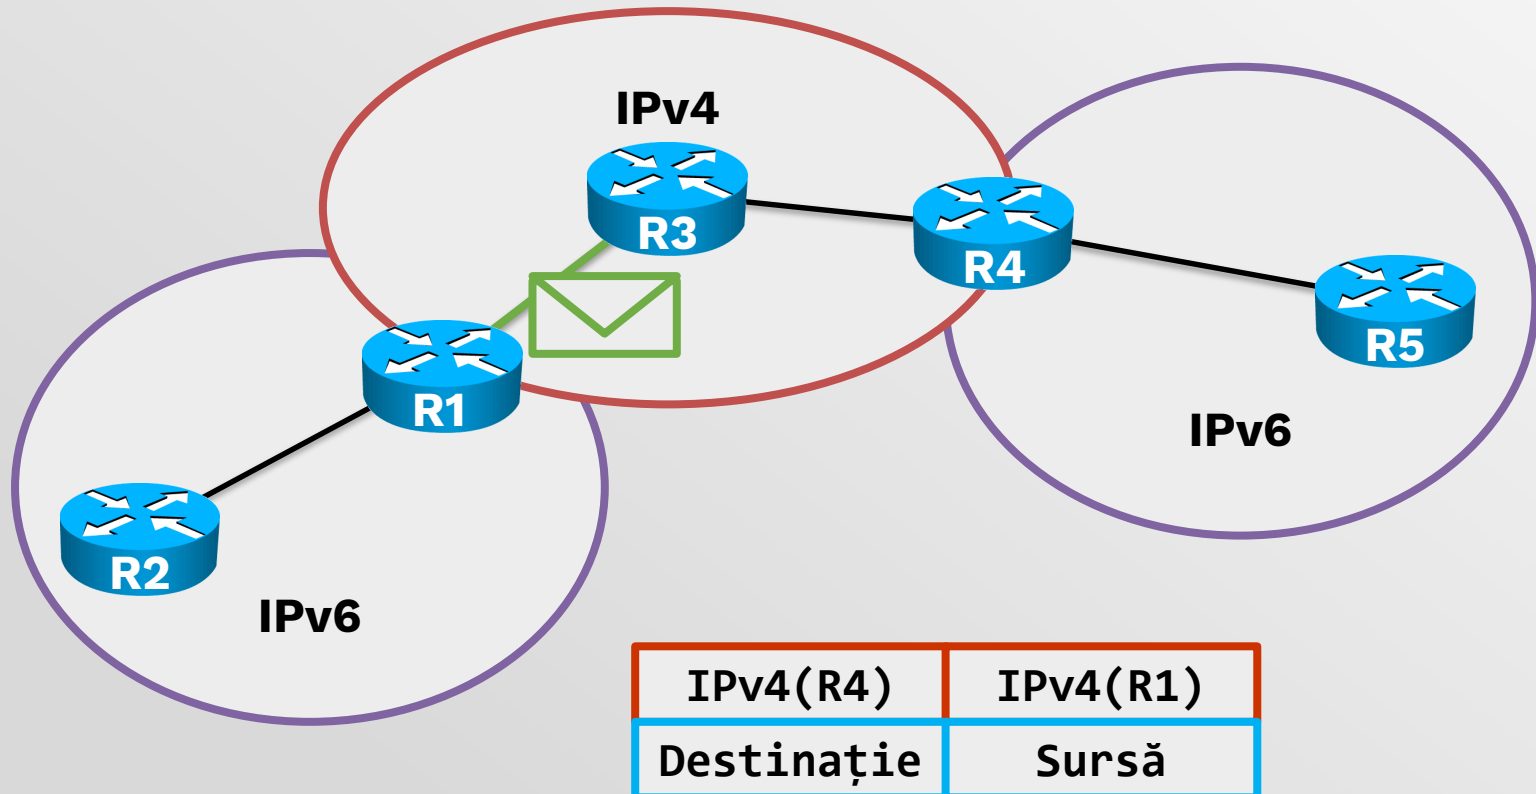 IPv4
R3
R4
R5
R1
IPv6
R2
IPv6
IPv4(R4) IPv4(R1)
Destinație Sursă